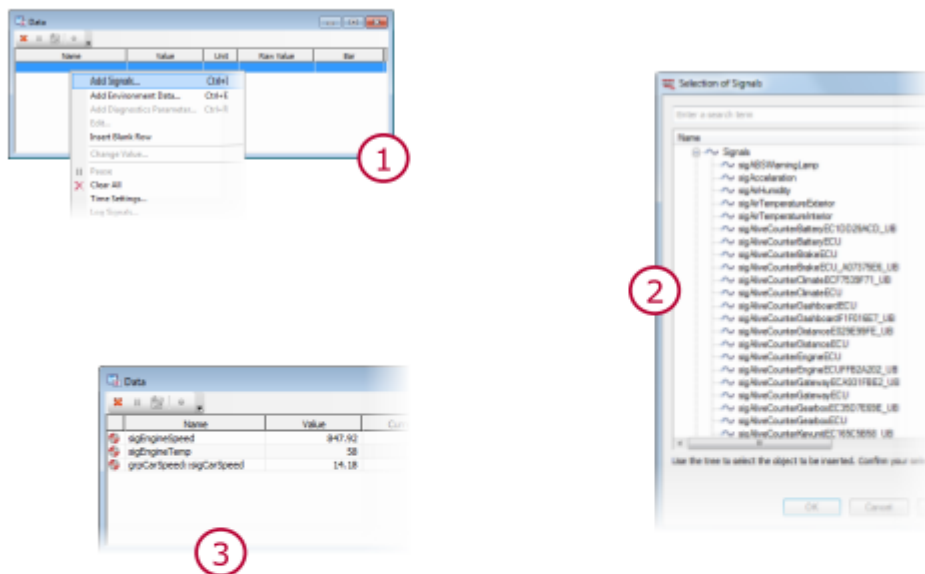 Data
Name Value Unit Raw Value Bar
Add Signals... Ctrl+I
Add Environment Data... Ctrl+E
Add Diagnostics Parameter... Ctrl+R
Edit...
Insert Blank Row
Change Value...
Pause
Clear All
Time Settings...
Log Signals...
1
Selection of Signals
Enter a search term
Name
Signals
sigABSWarningLamp
sigAcceleration
sigAirHumidity
sigAirTemperatureExterior
sigAirTemperatureInterior
sigAliveCounterBatteryECU
sigAliveCounterBrakeECU
sigAliveCounterClimateECU
sigAliveCounterDashboardECU
sigAliveCounterDistanceECU
sigAliveCounterEngineECU
sigAliveCounterGatewayECU
sigAliveCounterGearboxECU
Use the tree to select the object to be inserted. Confirm your
OK Cancel
2
Data
Name Value
sigEngineSpeed 847.92
sigEngineTemp 58
grpCarSpeed::sigCarSpeed 14.18
3